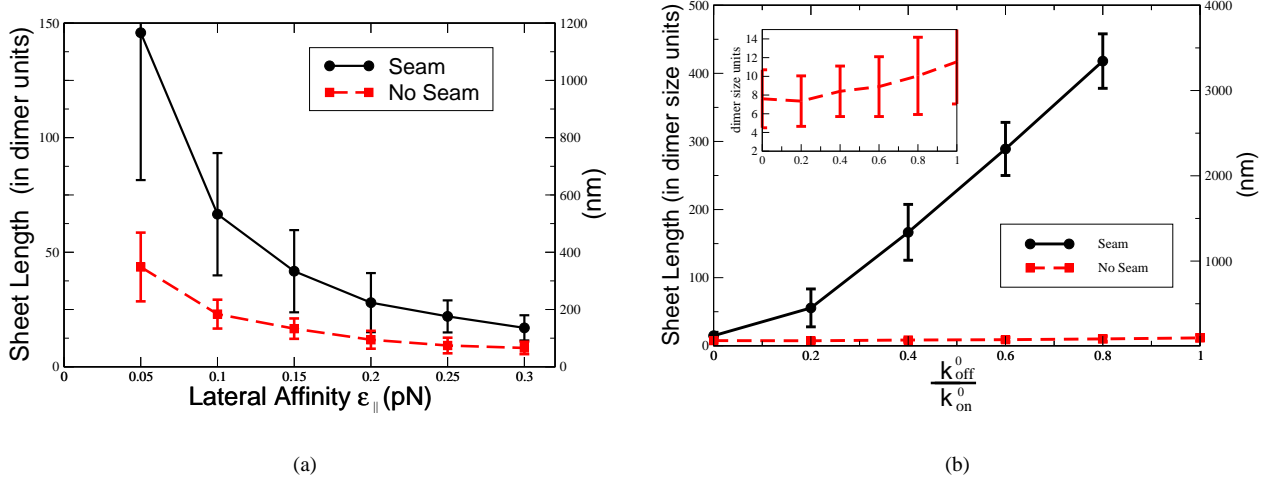 150
100
50
0
Sheet Length (in dimer units)
1200
1000
800
600
400
200
0
(nm)
Seam
No Seam
0 0.05 0.1 0.15 0.2 0.25 0.3
Lateral Affinity ε|| (pN)
(a)
500
400
300
200
100
0
Sheet Length (in dimer size units)
4000
3000
2000
1000
(nm)
14
12
10
8
6
4
2
dimer size units
0 0.2 0.4 0.6 0.8 1
Seam
No Seam
0 0.2 0.4 0.6 0.8 1
k0off
k0on
(b)